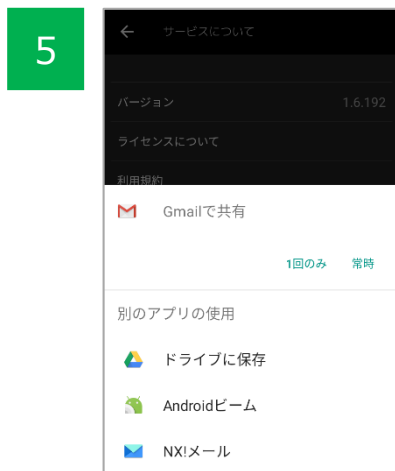 5
サービスについて
バージョン 1.6.192
ライセンスについて
利用規約
Gmailで共有
1回のみ 常時
別のアプリの使用
ドライブに保存
Androidビーム
NX!メール